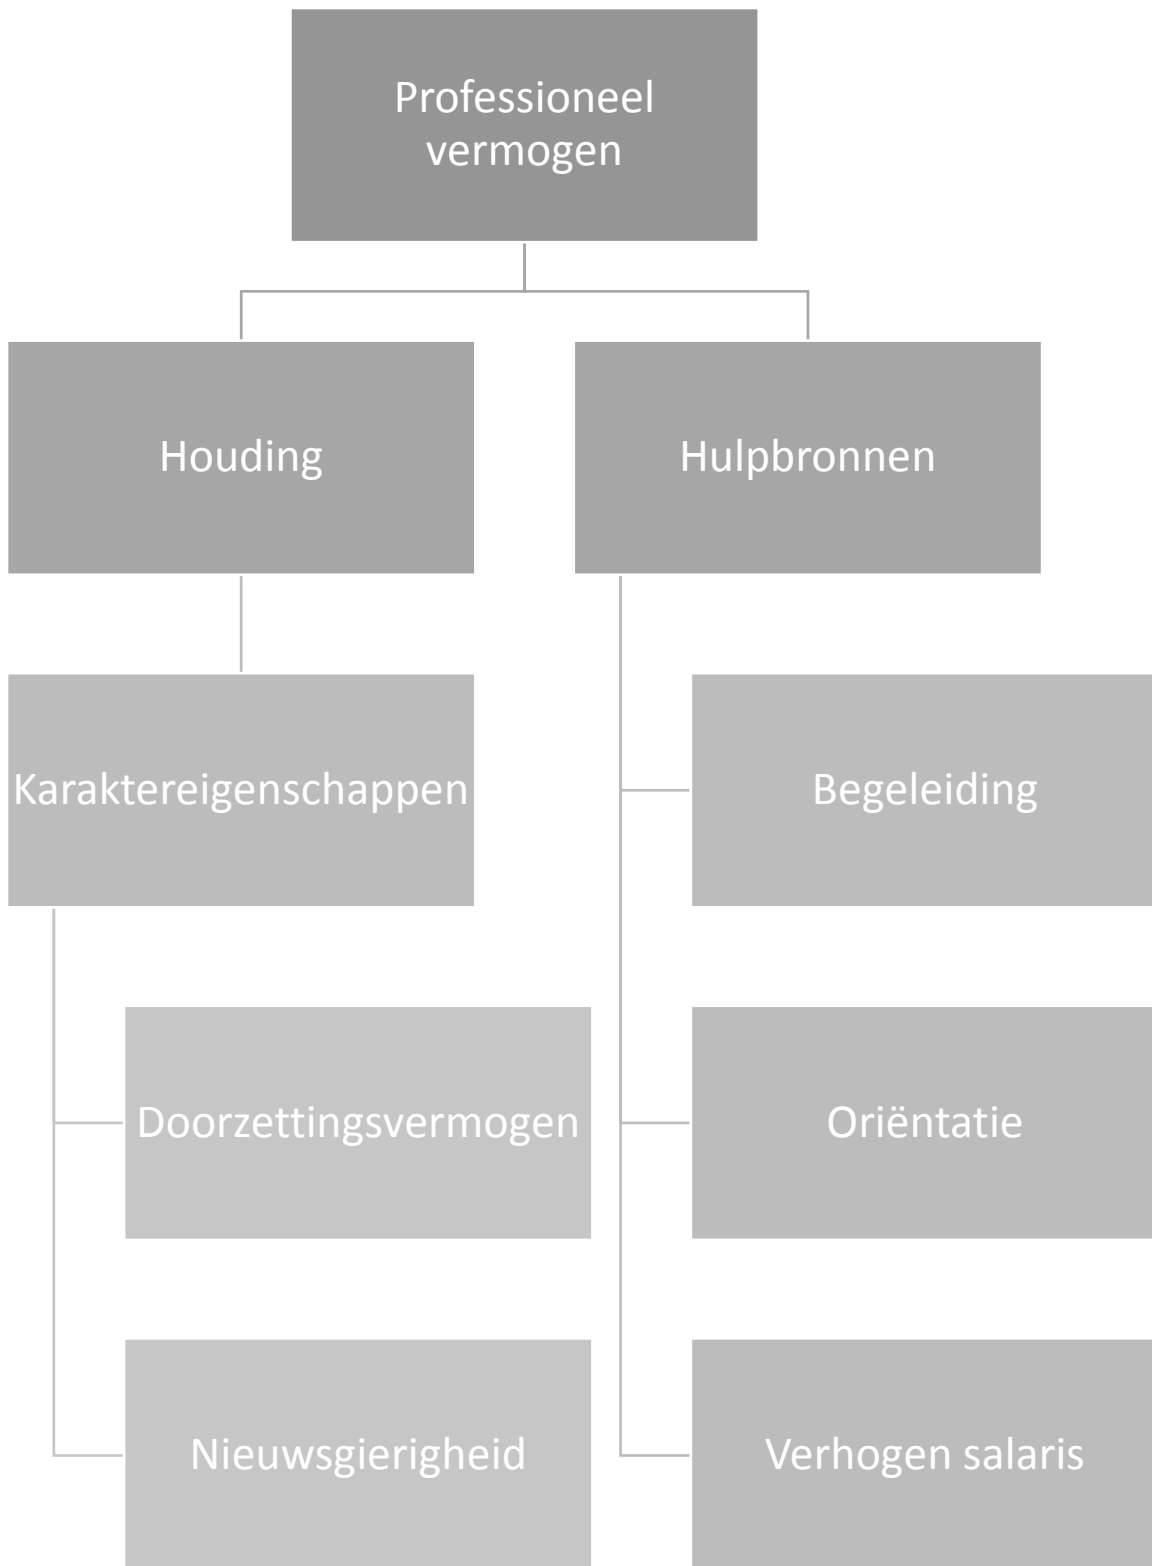 Professioneel
vermogen
Houding
Hulpbronnen
Karaktereigenschappen
Begeleiding
Doorzettingsvermogen
Oriëntatie
Nieuwsgierigheid
Verhogen salaris